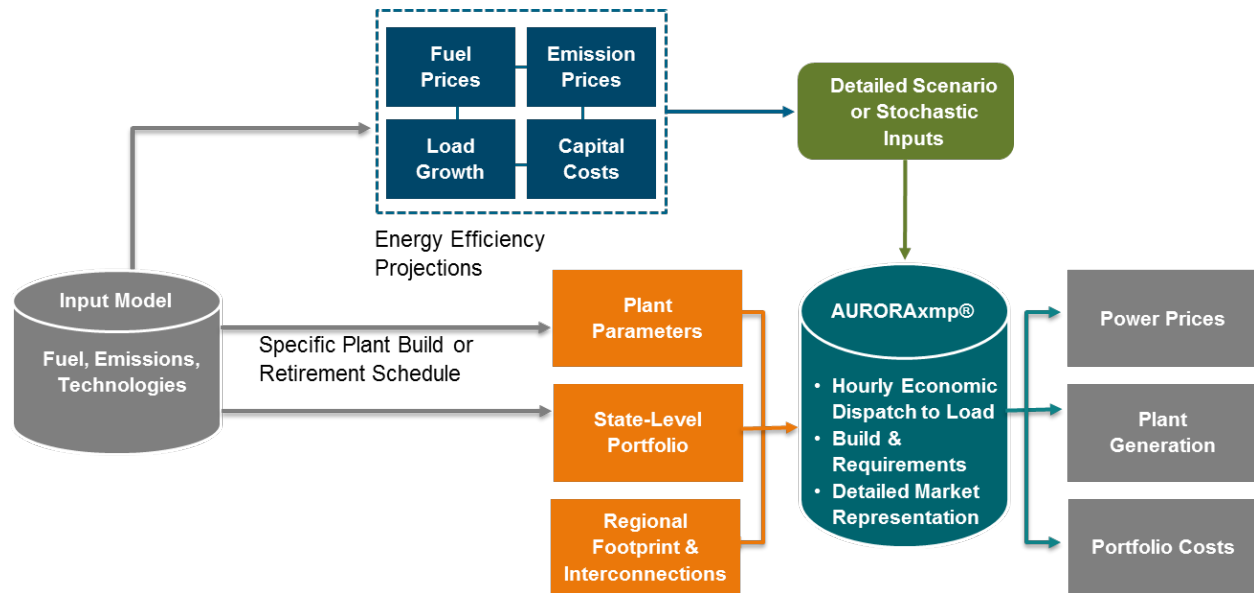 Fuel
Prices
Emission
Prices
Load
Growth
Capital
Costs
Detailed Scenario
or Stochastic
Inputs
Energy Efficiency
Projections
Input Model
Fuel, Emissions,
Technologies
Specific Plant Build or
Retirement Schedule
Plant
Parameters
State-Level
Portfolio
Regional
Footprint &
Interconnections
AURORAxmp®
• Hourly Economic
Dispatch to Load
• Build &
Requirements
• Detailed Market
Representation
Power Prices
Plant
Generation
Portfolio Costs